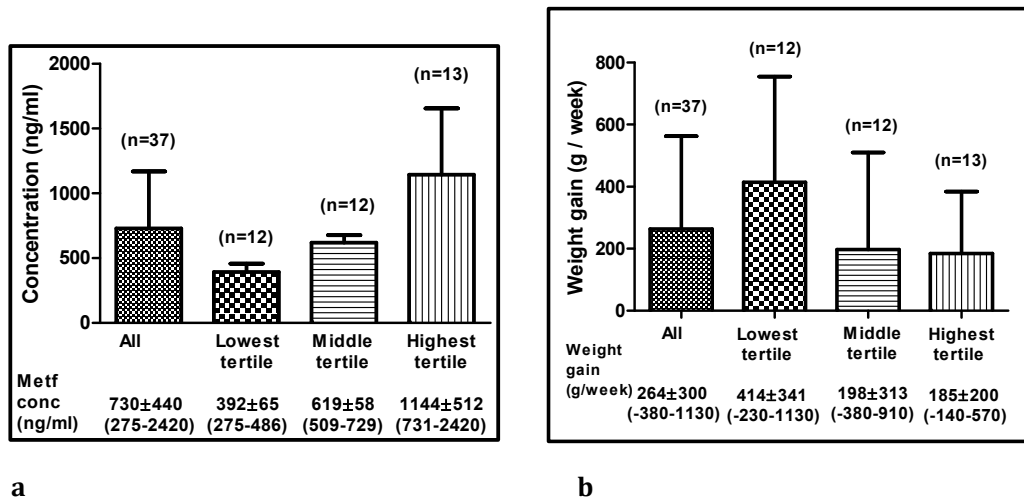 2000
1500
1000
500
0
Concentration (ng/ml)
(n=37)
(n=12)
(n=12)
(n=13)
All
Lowest tertile
Middle tertile
Highest tertile
Metf conc (ng/ml)
730±440 (275-2420)
392±65 (275-486)
619±58 (509-729)
1144±512 (731-2420)
a
800
600
400
200
0
Weight gain (g / week)
(n=37)
(n=12)
(n=12)
(n=13)
All
Lowest tertile
Middle tertile
Highest tertile
Weight gain (g/week)
264±300 (-380-1130)
414±341 (-230-1130)
198±313 (-380-910)
185±200 (-140-570)
b